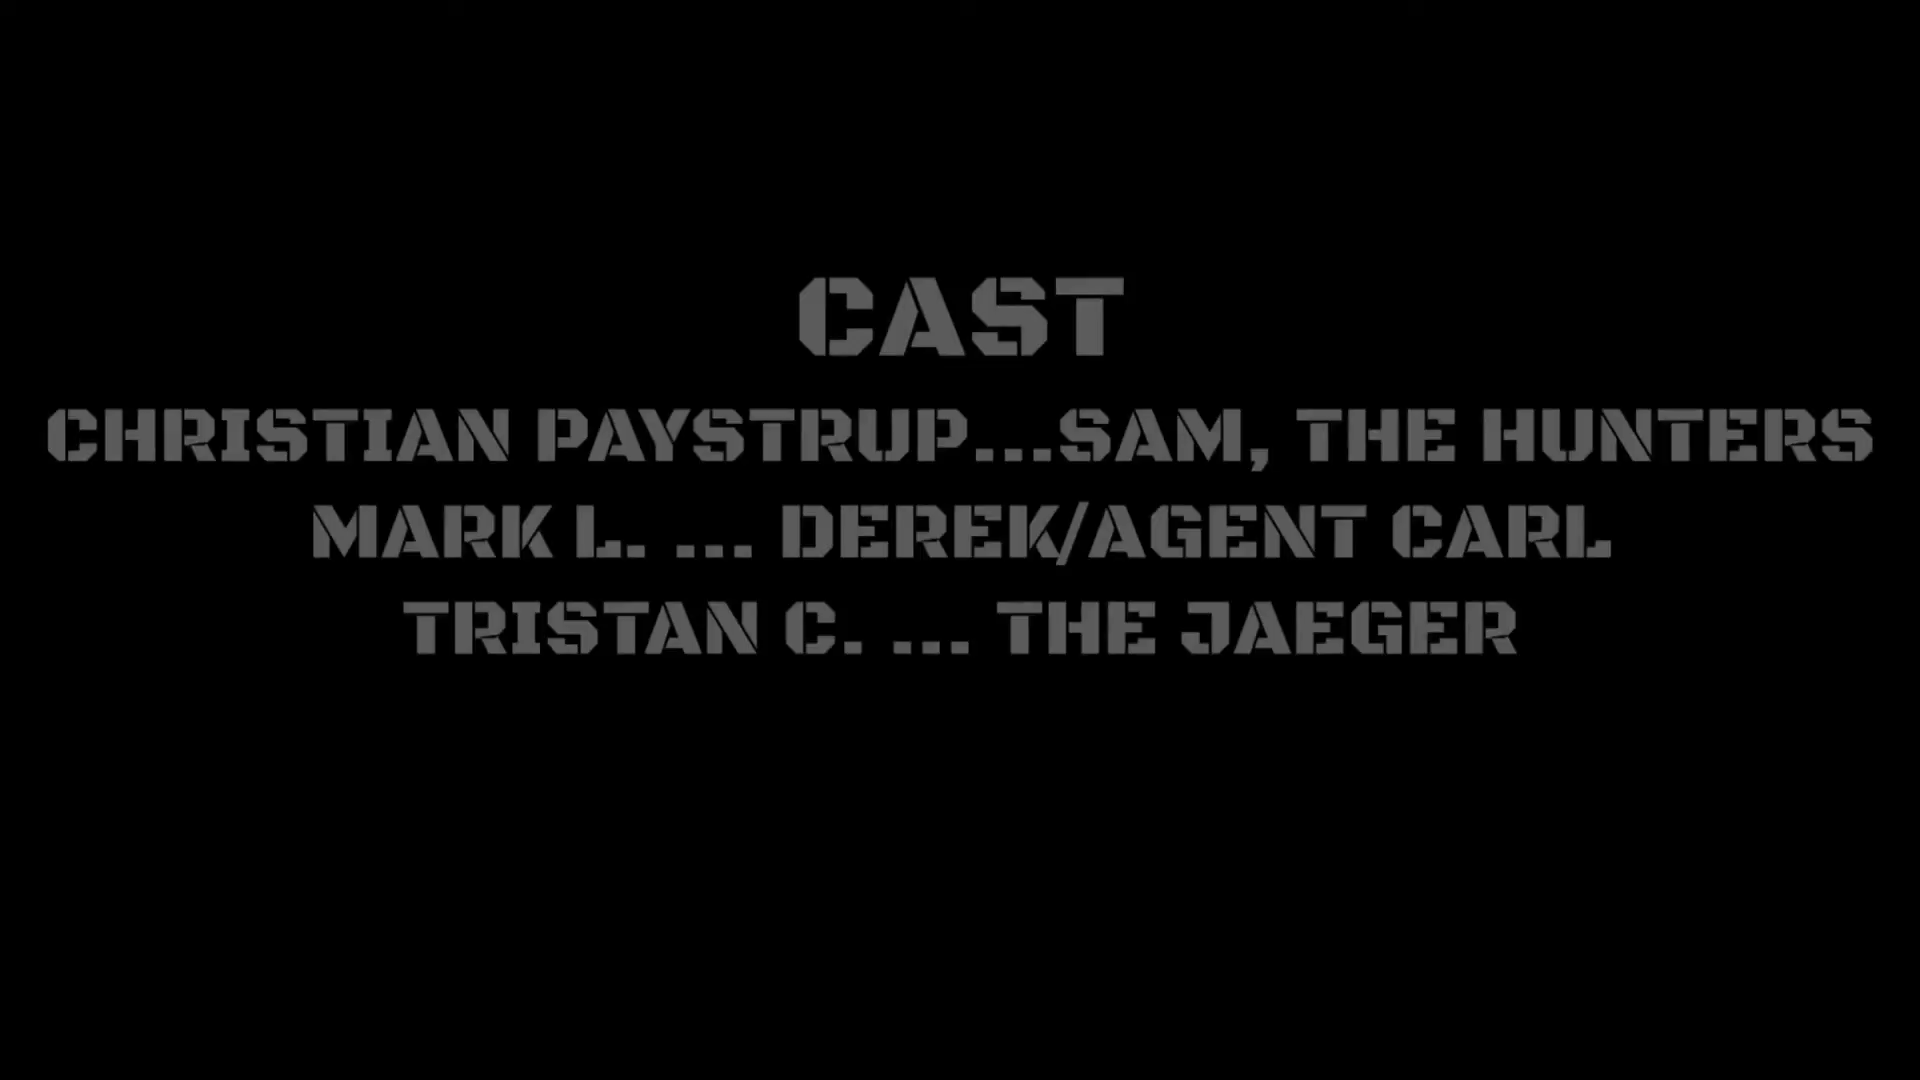 CAST
CHRISTIAN PAYSTRUP...SAM, THE HUNTERS
MARK L. ... DEREK/AGENT CARL
TRISTAN C. ... THE JAEGER